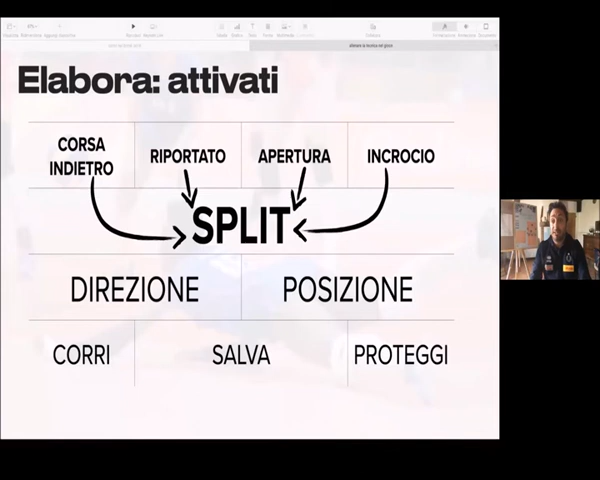 Elabora: attivati
CORSA
INDIETRO
RIPORTATO
APERTURA
INCROCIO
SPLIT
DIREZIONE
POSIZIONE
CORRI
SALVA
PROTEGGI